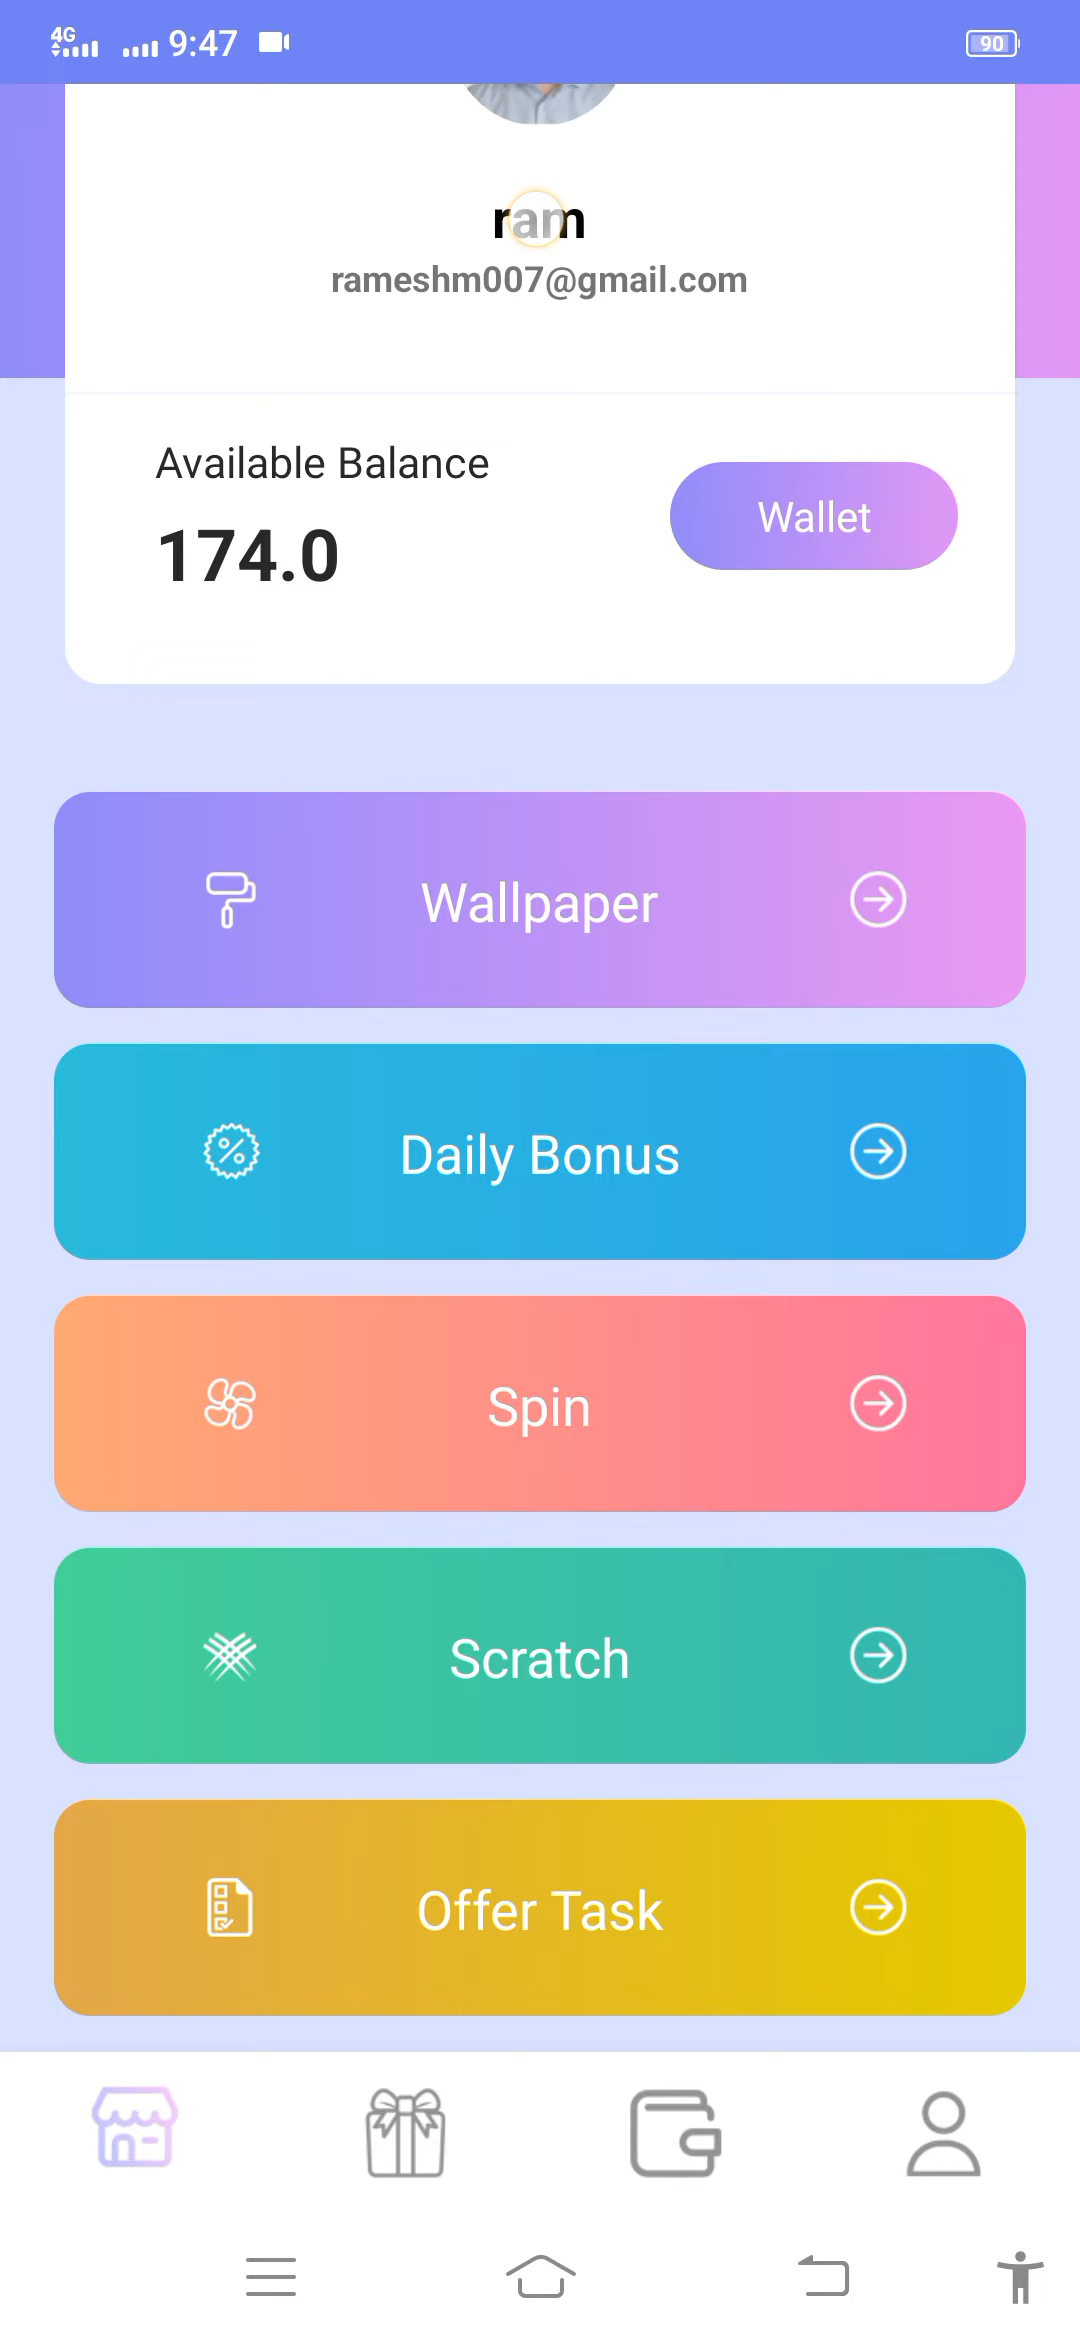 4G 9:47 90
ram
rameshm007@gmail.com
Available Balance
174.0
Wallet
Wallpaper
Daily Bonus
Spin
Scratch
Offer Task